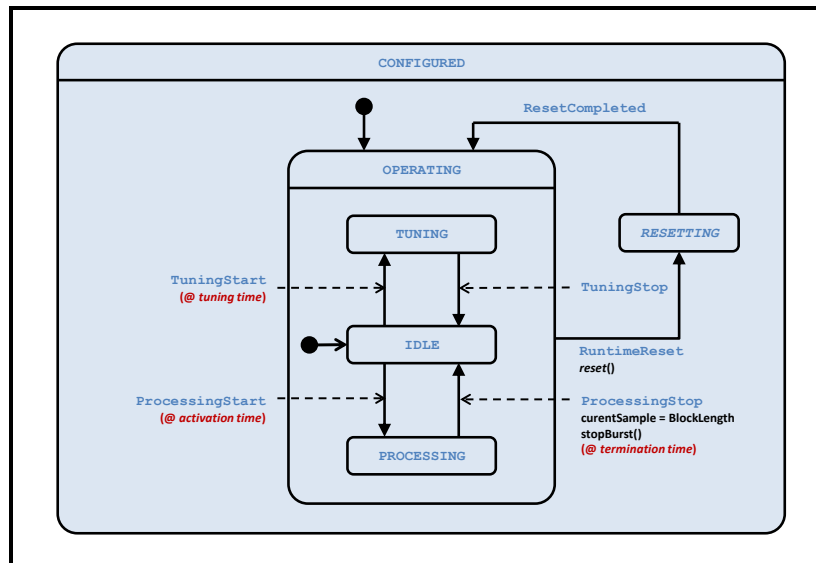 CONFIGURED
ResetCompleted
OPERATING
TUNING
RESETTING
TuningStart
(@ tuning time)
TuningStop
IDLE
RuntimeReset
reset()
ProcessingStart
(@ activation time)
ProcessingStop
curentSample = BlockLength
stopBurst()
(@ termination time)
PROCESSING